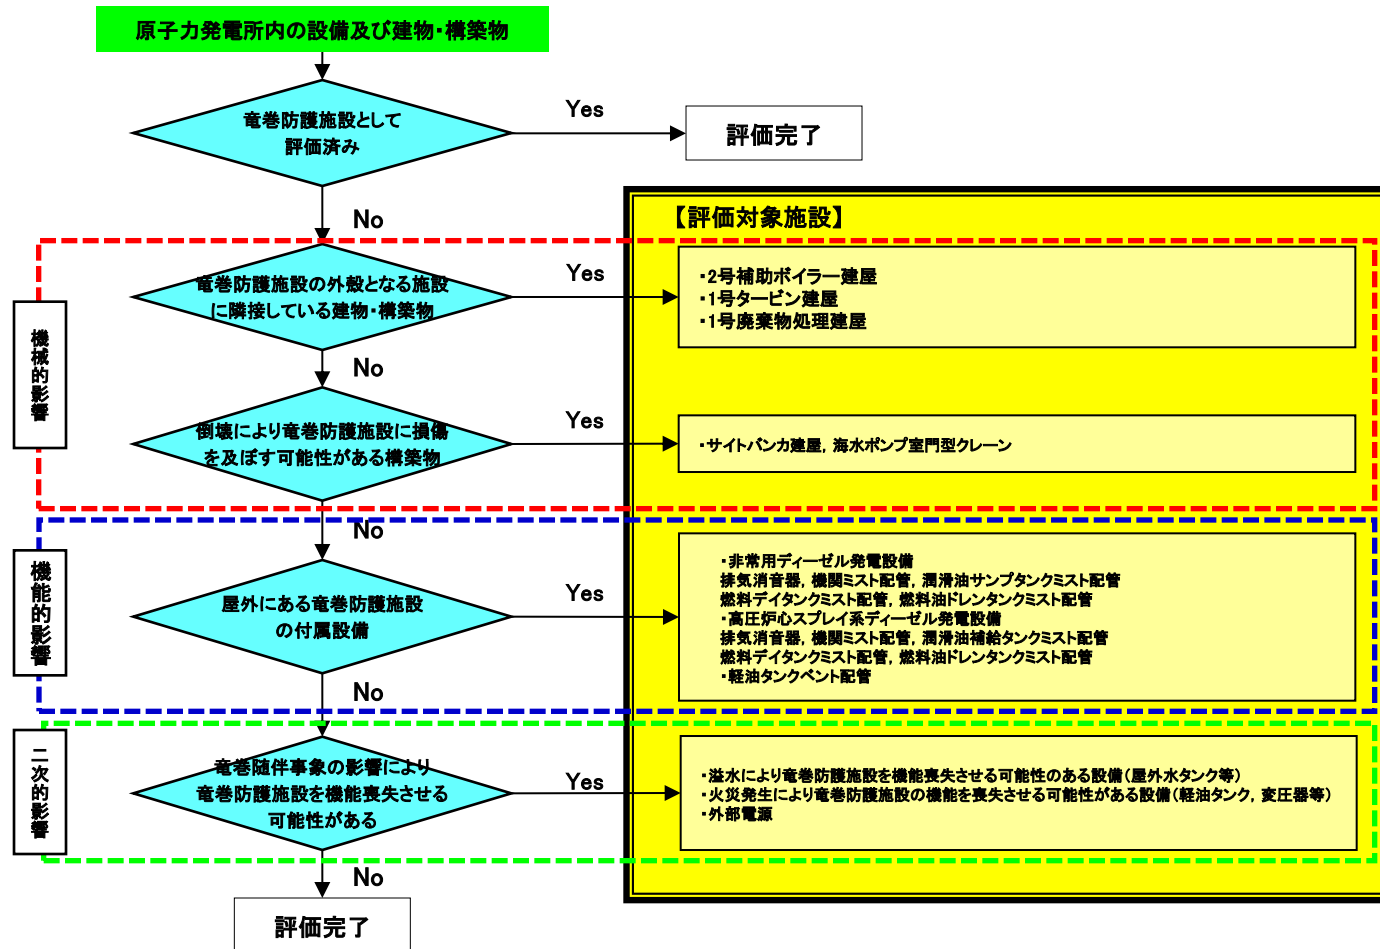 原子力発電所内の設備及び建物・構築物
竜巻防護施設として
評価済み
Yes
評価完了
No
【評価対象施設】
機械的影響
竜巻防護施設の外殻となる施設
に隣接している建物・構築物
Yes
・2号補助ボイラー建屋
・1号タービン建屋
・1号廃棄物処理建屋
No
倒壊により竜巻防護施設に損傷
を及ぼす可能性がある構築物
Yes
・サイトバンカ建屋，海水ポンプ室門型クレーン
No
機能的影響
屋外にある竜巻防護施設
の付属設備
Yes
・非常用ディーゼル発電設備
排気消音器，機関ミスト配管，潤滑油サンプタンクミスト配管
燃料デイタンクミスト配管，燃料油ドレンタンクミスト配管
・高圧炉心スプレイ系ディーゼル発電設備
排気消音器，機関ミスト配管，潤滑油補給タンクミスト配管
燃料デイタンクミスト配管，燃料油ドレンタンクミスト配管
・軽油タンクベント配管
No
二次的影響
竜巻随伴事象の影響により
竜巻防護施設を機能喪失させる
可能性がある
Yes
・溢水により竜巻防護施設を機能喪失させる可能性のある設備（屋外水タンク等）
・火災発生により竜巻防護施設の機能を喪失させる可能性がある設備（軽油タンク，変圧器等）
・外部電源
No
評価完了